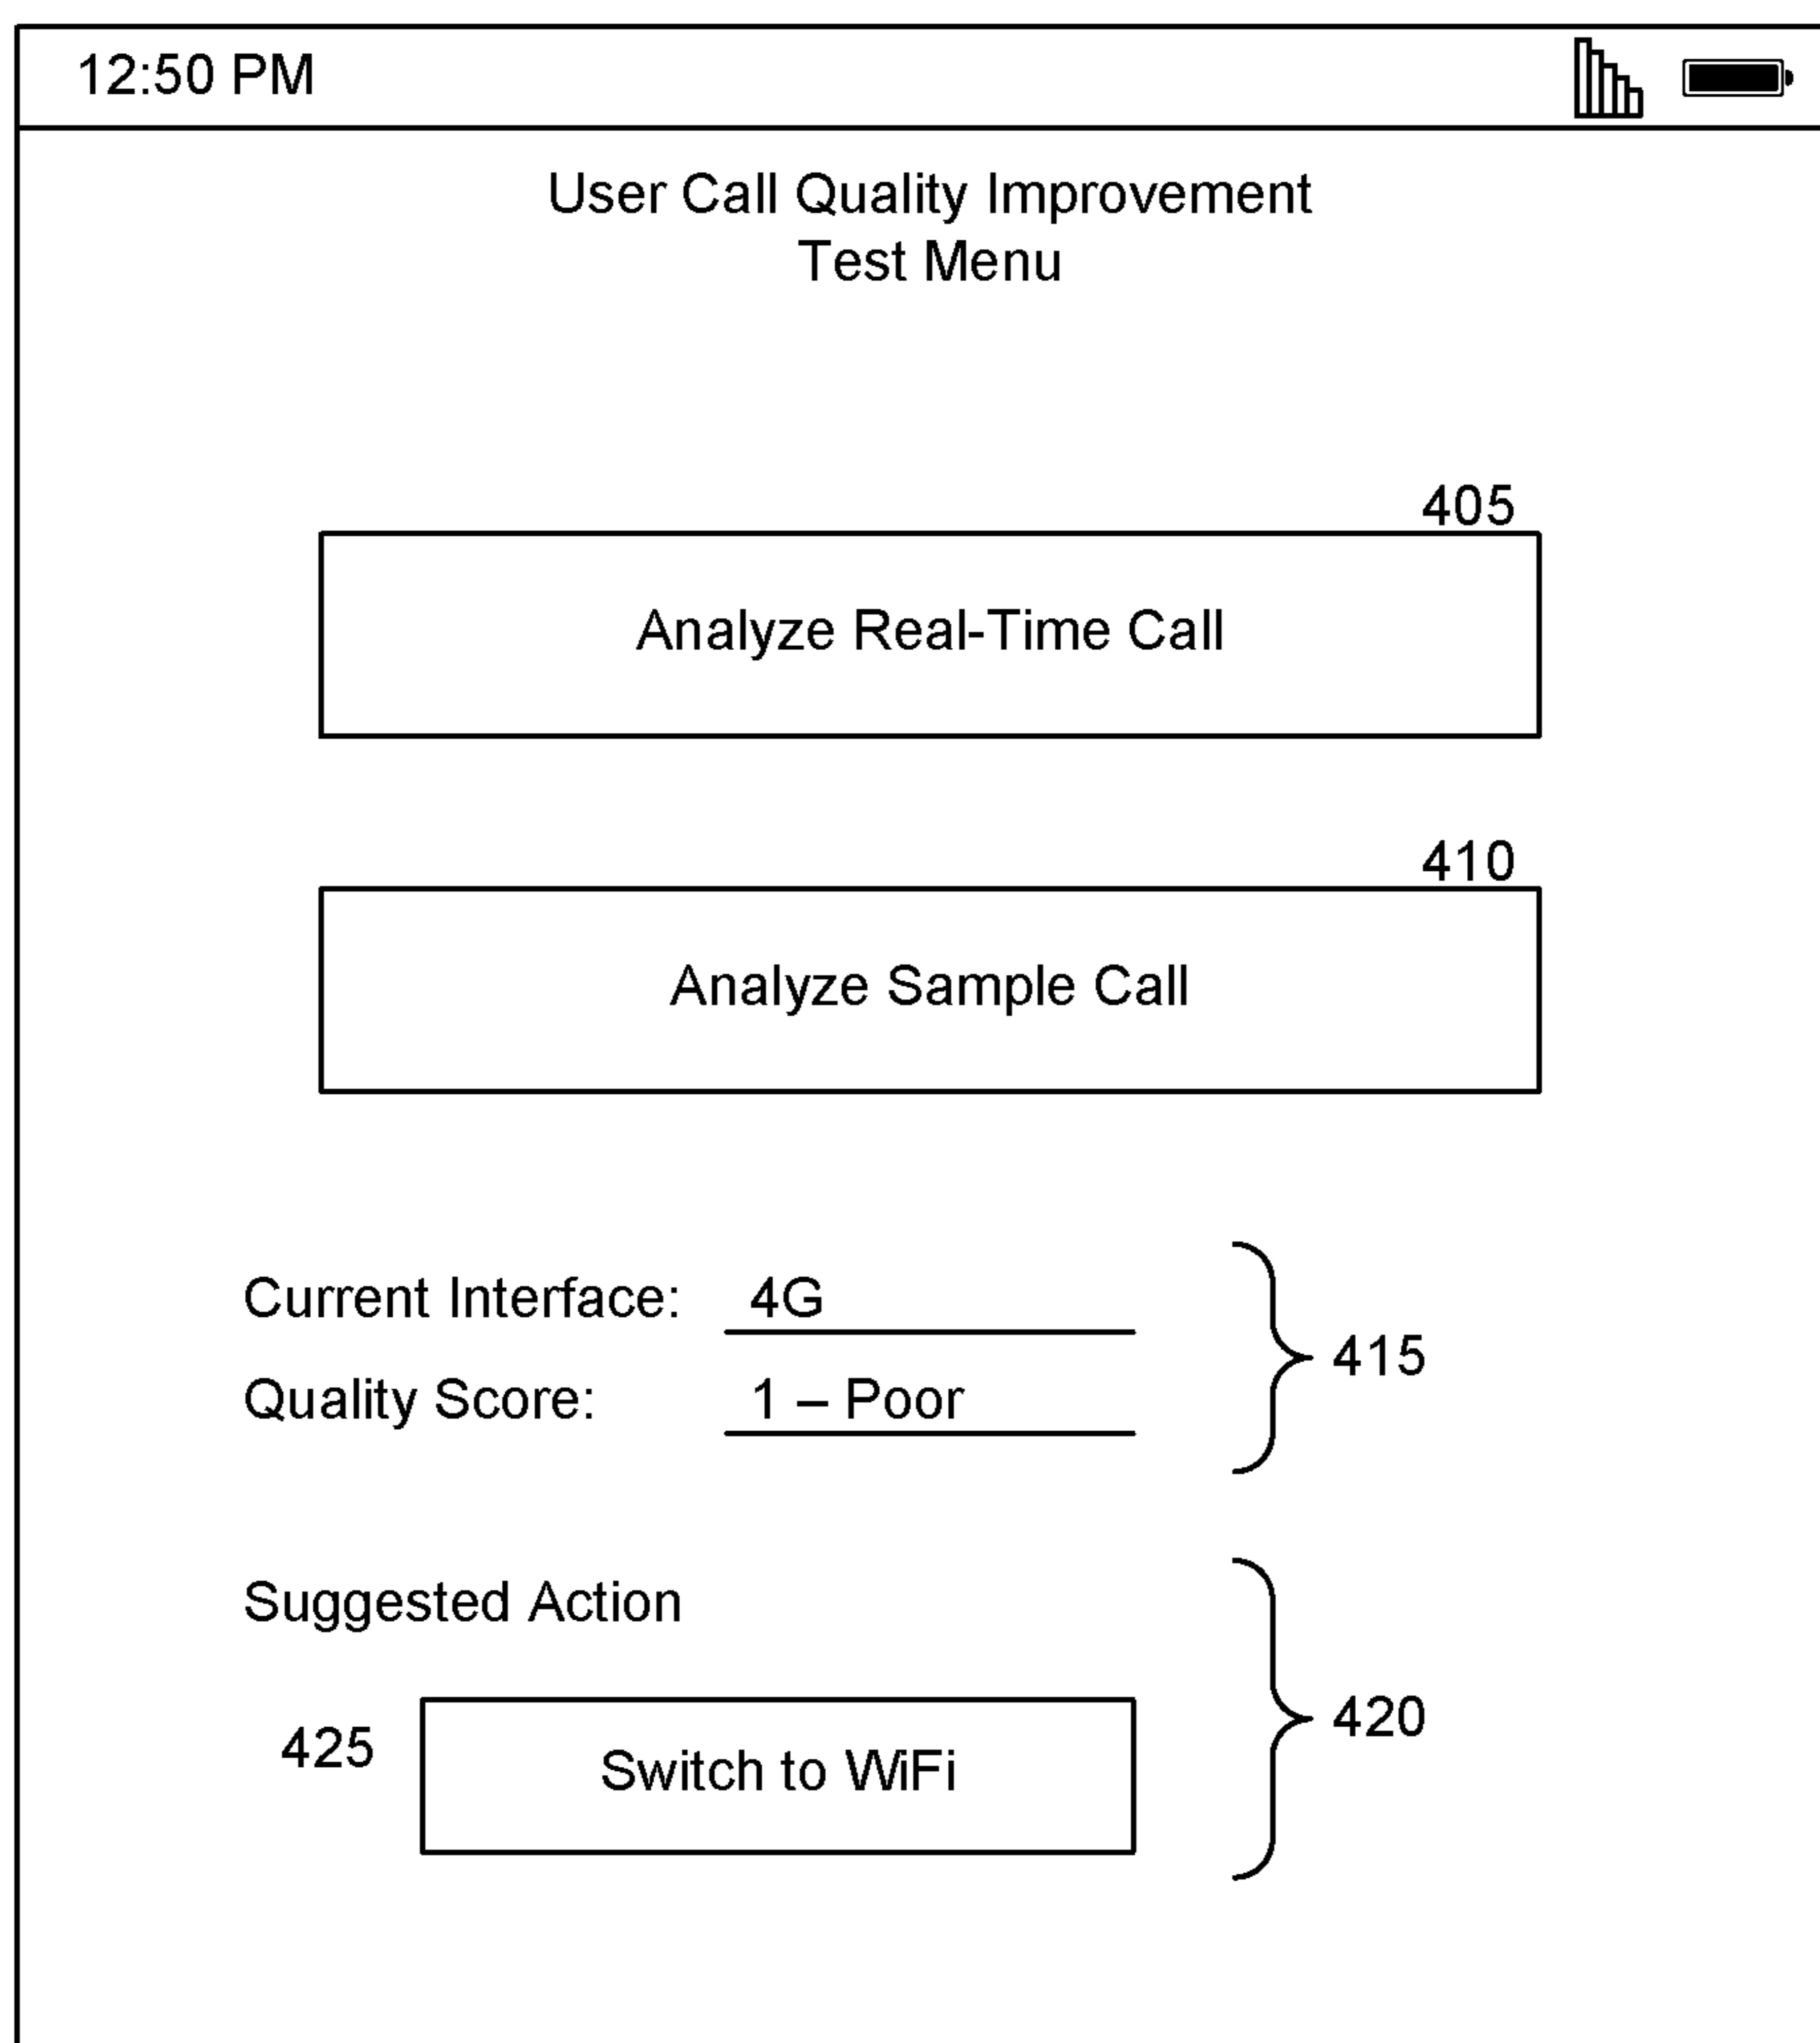 12:50 PM
User Call Quality Improvement
Test Menu
405
Analyze Real-Time Call
410
Analyze Sample Call
Current Interface: 4G
Quality Score: 1 – Poor
415
Suggested Action
425
Switch to WiFi
420